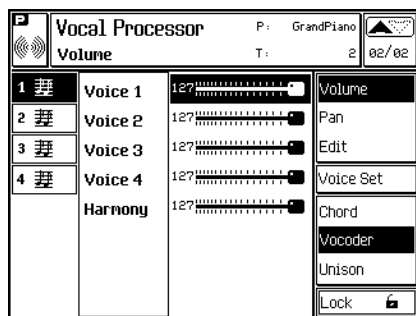 P Vocal Processor P: GrandPiano
Volume T: 2 02/02
1 Voice 1 127 Volume
2 Voice 2 127 Pan
3 Voice 3 127 Edit
4 Voice 4 127 Voice Set
Harmony 127 Chord
Vocoder
Unison
Lock